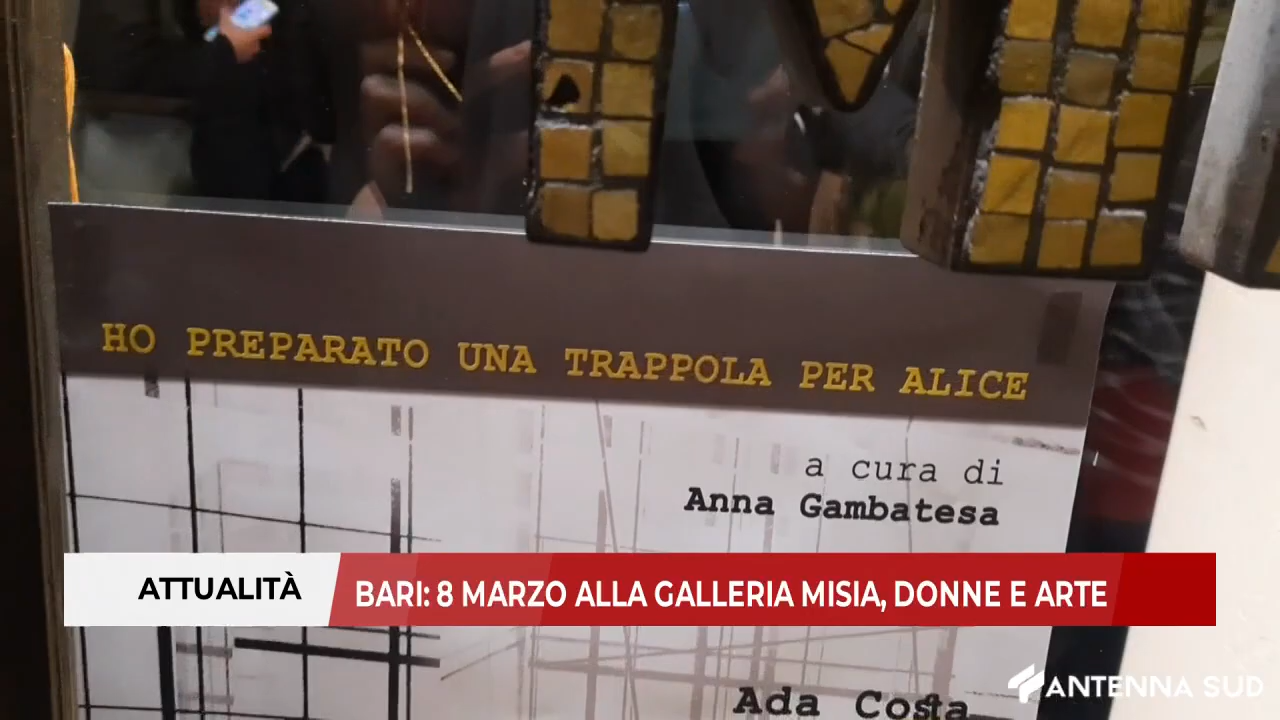 HO PREPARATO UNA TRAPPOLA PER ALICE
a cura di
Anna Gambatesa
ATTUALITÀ
BARI: 8 MARZO ALLA GALLERIA MISIA, DONNE E ARTE
ANTENNA SUD
Ada Costa